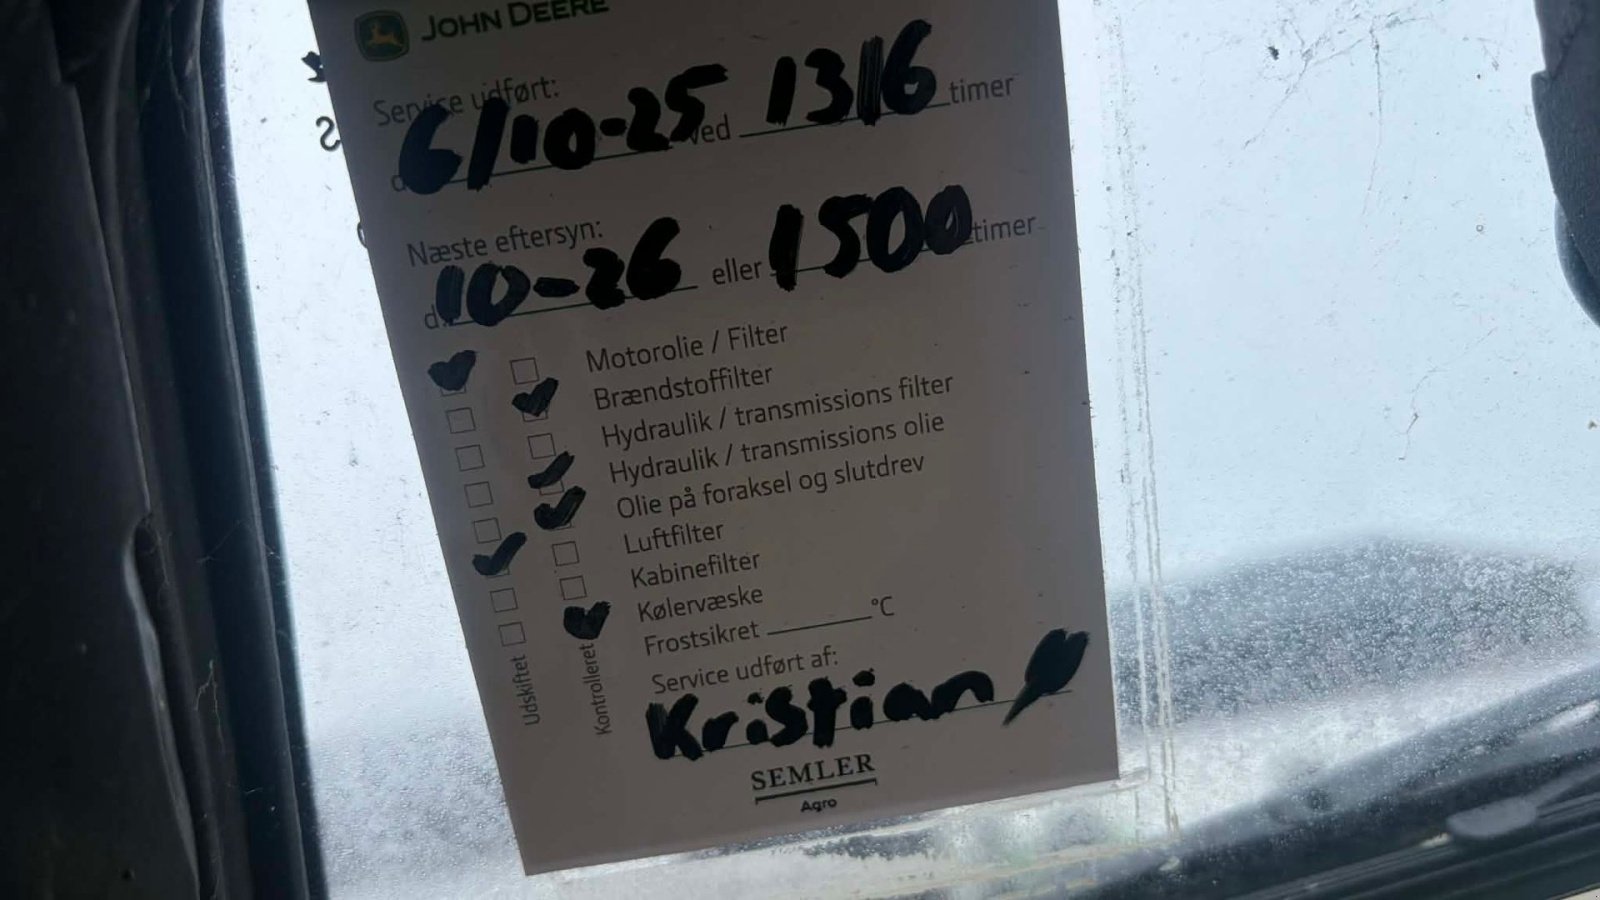 JOHN DEERE
Service udført:
6/10-25 ved 1316 timer
Næste eftersyn:
d. 10-26 eller 1500 timer
Motorolie / Filter
Brændstoffilter
Hydraulik / transmissions filter
Hydraulik / transmissions olie
Olie på foraksel og slutdrev
Luftfilter
Kabinefilter
Kølervæske
Frostsikret °C
Udskiftet
Kontrolleret
Service udført af:
Kristian
SEMLER
Agro